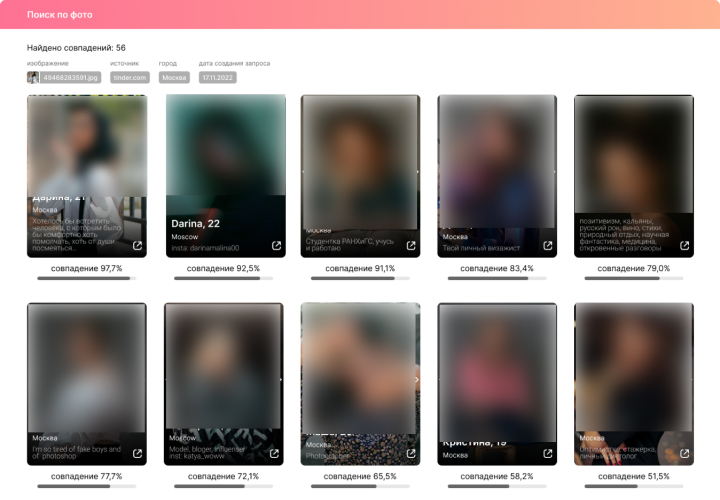 Поиск по фото
Найдено совпадений: 56
изображение источник город дата создания запроса
49468283591.jpg tinder.com Москва 17.11.2022
Дарина, 21
Москва
Хотелось бы встретить
человека, с которым было
бы комфортно хоть
помолчать, хоть от души
посмеяться..
совпадение 97,7%
Darina, 22
Moscow
insta: darinamalina00
совпадение 92,5%
Москва
Студентка РАНХиГС, учусь
и работаю
совпадение 91,1%
Москва
Твой личный визажист
совпадение 83,4%
позитивизм, кальяны,
русский рок, вино, стихи,
природный отдых, научная
фантастика, медицина,
откровенные разговоры
совпадение 79,0%
Москва
I'm so tired of fake boys and
of photoshop
совпадение 77,7%
Москва
Model, bloger, influencer
inst: katya_woww
совпадение 72,1%
Москва
Photographer
совпадение 65,5%
Кристина, 19
Москва
совпадение 58,2%
Москва
личный
совпадение 51,5%